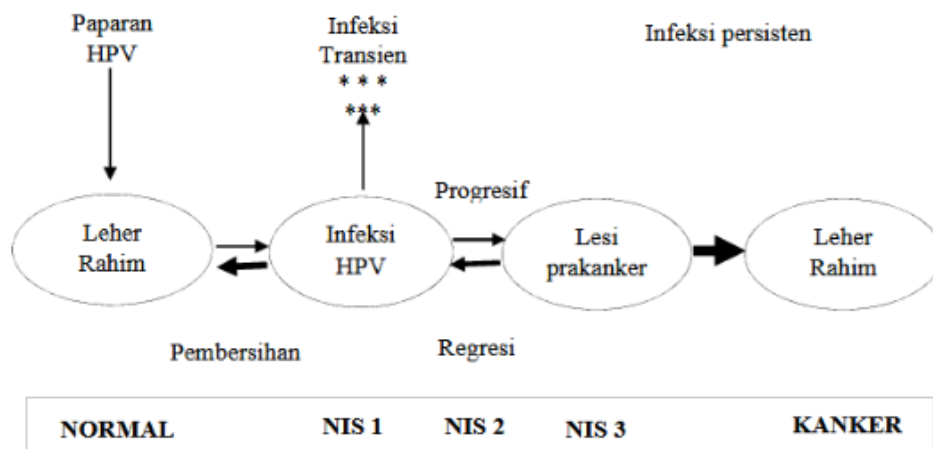 Paparan
HPV
Infeksi
Transien
* * *
***
Infeksi persisten
Progresif
Leher
Rahim
Infeksi
HPV
Lesi
prakanker
Leher
Rahim
Pembersihan
Regresi
NORMAL NIS 1 NIS 2 NIS 3 KANKER